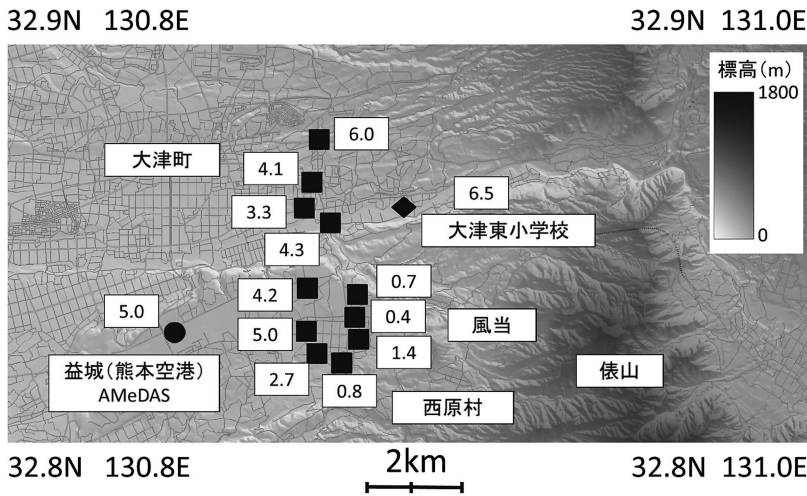 32.9N 130.8E
32.9N 131.0E
標高(m)
1800
0
6.0
大津町
4.1
3.3
6.5
大津東小学校
4.3
4.2
0.7
0.4
風当
5.0
5.0
1.4
益城(熊本空港)
AMeDAS
2.7
0.8
俵山
西原村
32.8N 130.8E
2km
32.8N 131.0E